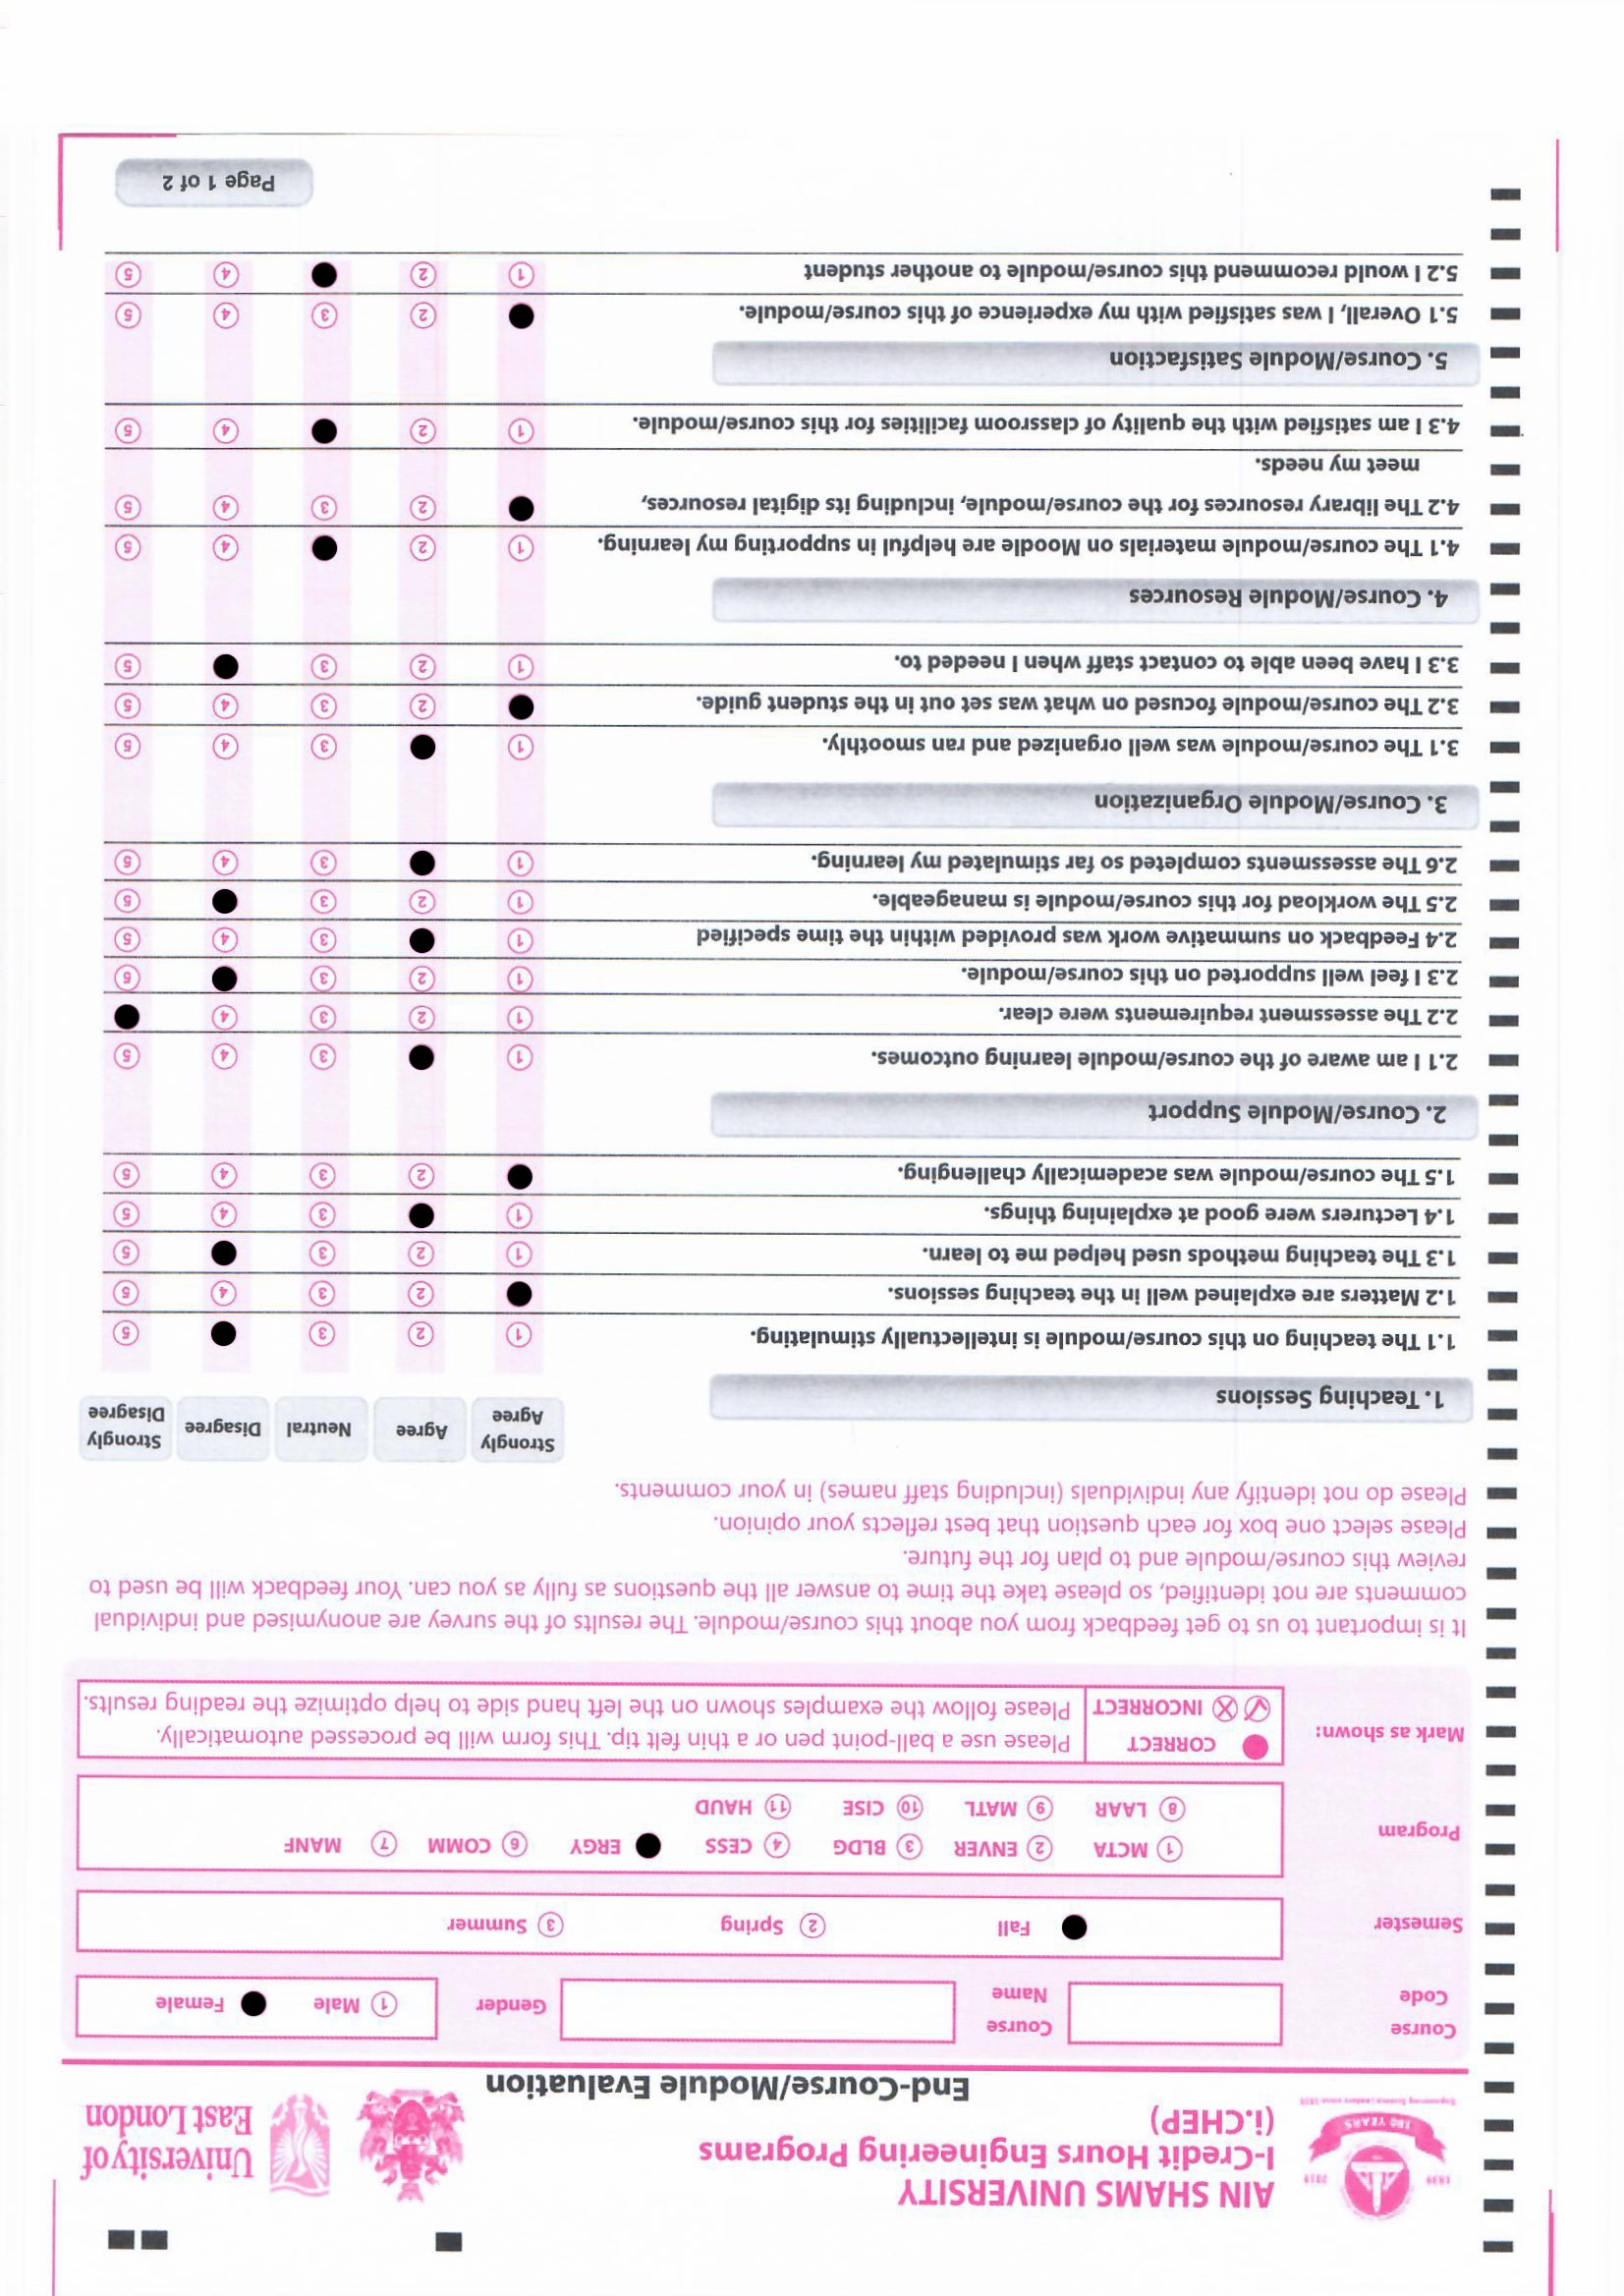 1839 2019
180 YEARS
AIN SHAMS UNIVERSITY
I-Credit Hours Engineering Programs
(i.CHEP)
University of
East London
End-Course/Module Evaluation
Course Code
Course Name
Gender
1 Male
Female
Semester
Fall
2 Spring
3 Summer
Program
1 MCTA 2 ENVER 3 BLDG 4 CESS ERGY 6 COMM 7 MANF
8 LAAR 9 MATL 10 CISE 11 HAUD
Mark as shown:
CORRECT
INCORRECT
Please use a ball-point pen or a thin felt tip. This form will be processed automatically.
Please follow the examples shown on the left hand side to help optimize the reading results.
It is important to us to get feedback from you about this course/module. The results of the survey are anonymised and individual
comments are not identified, so please take the time to answer all the questions as fully as you can. Your feedback will be used to
review this course/module and to plan for the future.
Please select one box for each question that best reflects your opinion.
Please do not identify any individuals (including staff names) in your comments.
Strongly Agree
Agree
Neutral
Disagree
Strongly Disagree
1. Teaching Sessions
1.1 The teaching on this course/module is intellectually stimulating. 1 2 3 5
1.2 Matters are explained well in the teaching sessions. 2 3 4 5
1.3 The teaching methods used helped me to learn. 1 2 3 5
1.4 Lecturers were good at explaining things. 1 3 4 5
1.5 The course/module was academically challenging. 2 3 4 5
2. Course/Module Support
2.1 I am aware of the course/module learning outcomes. 1 3 4 5
2.2 The assessment requirements were clear. 1 2 3 4
2.3 I feel well supported on this course/module. 1 2 3 5
2.4 Feedback on summative work was provided within the time specified 1 3 4 5
2.5 The workload for this course/module is manageable. 1 2 3 5
2.6 The assessments completed so far stimulated my learning. 1 3 4 5
3. Course/Module Organization
3.1 The course/module was well organized and ran smoothly. 1 3 4 5
3.2 The course/module focused on what was set out in the student guide. 2 3 4 5
3.3 I have been able to contact staff when I needed to. 1 2 3 5
4. Course/Module Resources
4.1 The course/module materials on Moodle are helpful in supporting my learning. 1 2 4 5
4.2 The library resources for the course/module, including its digital resources, 2 3 4 5
meet my needs.
4.3 I am satisfied with the quality of classroom facilities for this course/module. 1 2 4 5
5. Course/Module Satisfaction
5.1 Overall, I was satisfied with my experience of this course/module. 2 3 4 5
5.2 I would recommend this course/module to another student 1 2 4 5
Page 1 of 2